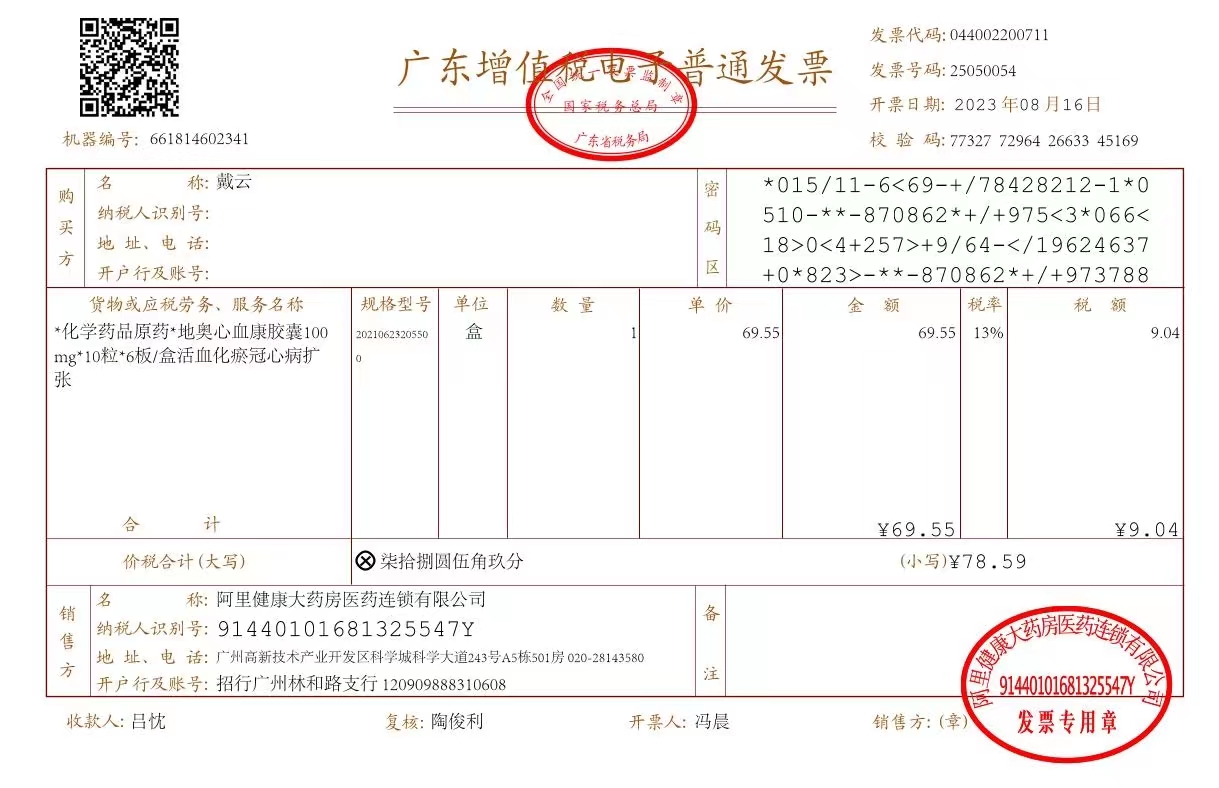 广东增值税电子普通发票
全国统一发票监制章
国家税务总局
广东省税务局
发票代码: 044002200711
发票号码: 25050054
开票日期: 2023年08月16日
机器编号: 661814602341
校 验 码: 77327 72964 26633 45169
购买方
名 称: 戴云
纳税人识别号:
地 址、电 话:
开户行及账号:
密码区
*015/11-6<69-+/78428212-1*0
510-**-870862*+/+975<3*066<
18>0<4+257>+9/64-</19624637
+0*823>-**-870862*+/+973788
货物或应税劳务、服务名称 规格型号 单位 数 量 单 价 金 额 税率 税 额
*化学药品原药*地奥心血康胶囊100 2021062320550 盒 1 69.55 69.55 13% 9.04
mg*10粒*6板/盒活血化瘀冠心病扩 0
张
合 计 ¥69.55 ¥9.04
价税合计(大写) 柒拾捌圆伍角玖分 (小写)¥78.59
销售方
名 称: 阿里健康大药房医药连锁有限公司
纳税人识别号: 91440101681325547Y
地 址、电 话: 广州高新技术产业开发区科学城科学大道243号A5栋501房 020-28143580
开户行及账号: 招行广州林和路支行 120909888310608
备注
收款人: 吕忱 复核: 陶俊利 开票人: 冯晨 销售方: (章)
阿里健康大药房医药连锁有限公司
91440101681325547Y
发票专用章